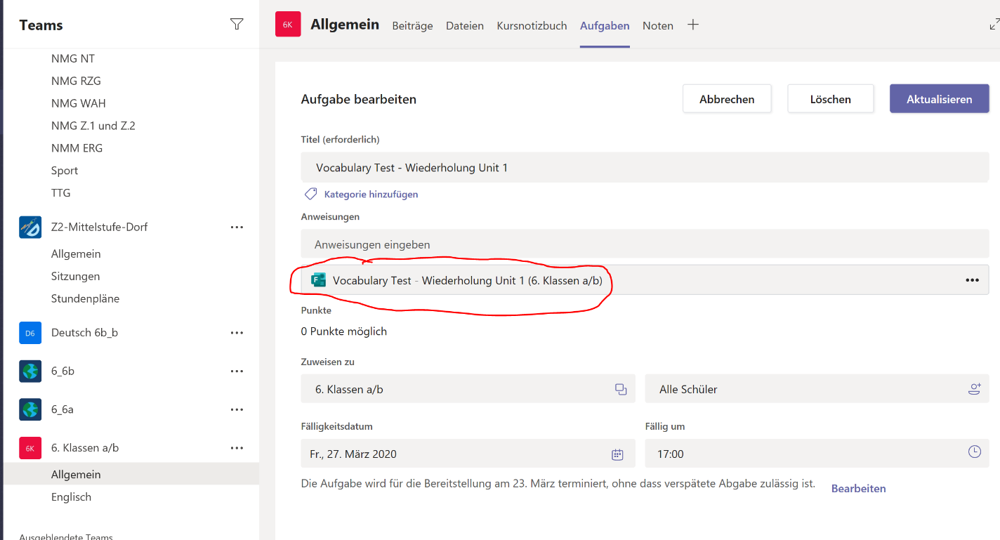 Teams
NMG NT
NMG RZG
NMG WAH
NMG Z.1 und Z.2
NMM ERG
Sport
TTG
Z2-Mittelstufe-Dorf
Allgemein
Sitzungen
Stundenpläne
D6 Deutsch 6b_b
6_6b
6_6a
6K 6. Klassen a/b
Allgemein
Englisch
Ausgeblendete Teams
6K Allgemein Beiträge Dateien Kursnotizbuch Aufgaben Noten
Aufgabe bearbeiten Abbrechen Löschen Aktualisieren
Titel (erforderlich)
Vocabulary Test - Wiederholung Unit 1
Kategorie hinzufügen
Anweisungen
Anweisungen eingeben
F Vocabulary Test - Wiederholung Unit 1 (6. Klassen a/b)
Punkte
0 Punkte möglich
Zuweisen zu
6. Klassen a/b Alle Schüler
Fälligkeitsdatum Fällig um
Fr., 27. März 2020 17:00
Die Aufgabe wird für die Bereitstellung am 23. März terminiert, ohne dass verspätete Abgabe zulässig ist. Bearbeiten